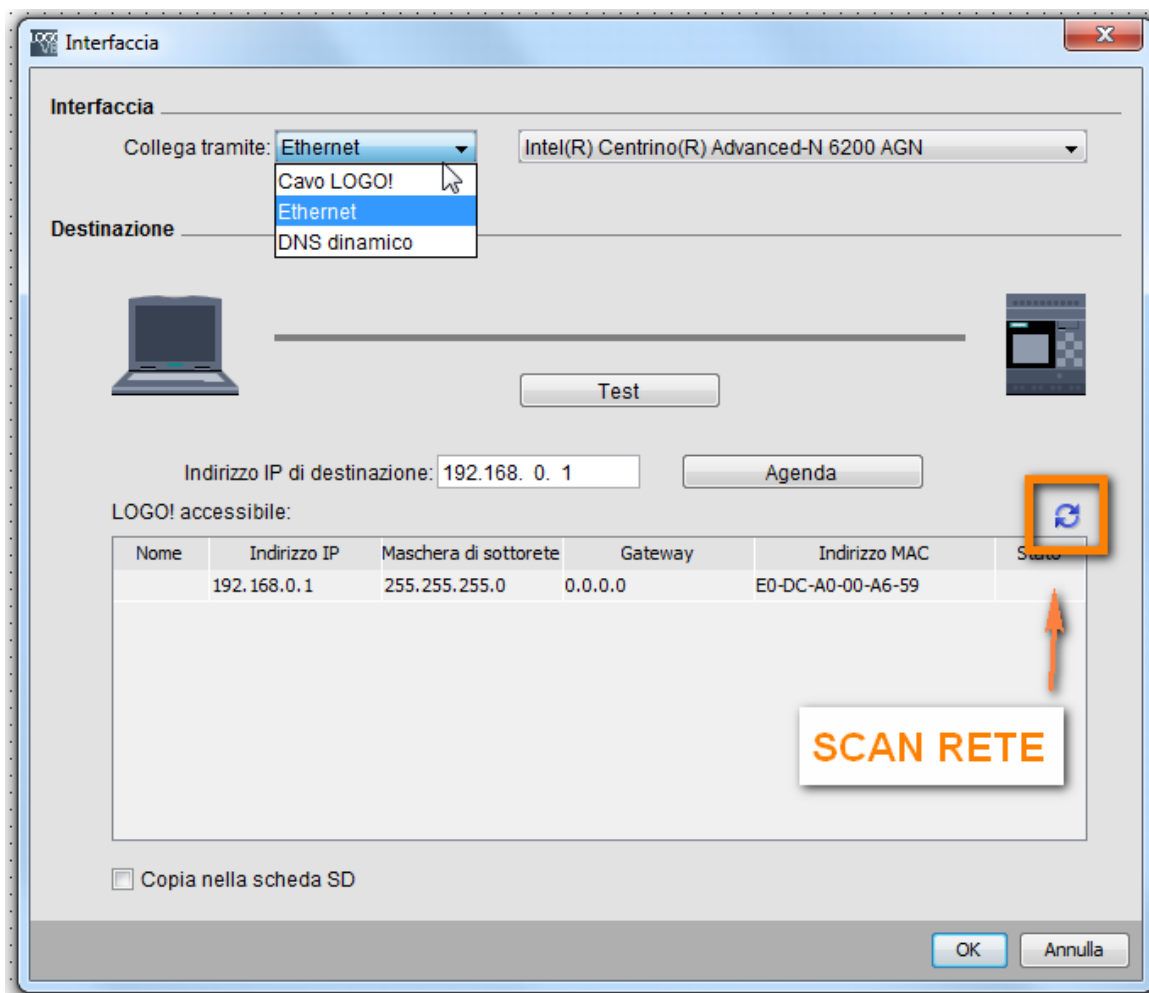 Interfaccia
Interfaccia
Collega tramite: Ethernet Intel(R) Centrino(R) Advanced-N 6200 AGN
Cavo LOGO!
Ethernet
Destinazione
DNS dinamico
Test
Indirizzo IP di destinazione: 192.168. 0. 1 Agenda
LOGO! accessibile:
Nome Indirizzo IP Maschera di sottorete Gateway Indirizzo MAC Stato
192.168.0.1 255.255.255.0 0.0.0.0 E0-DC-A0-00-A6-59
SCAN RETE
Copia nella scheda SD
OK Annulla